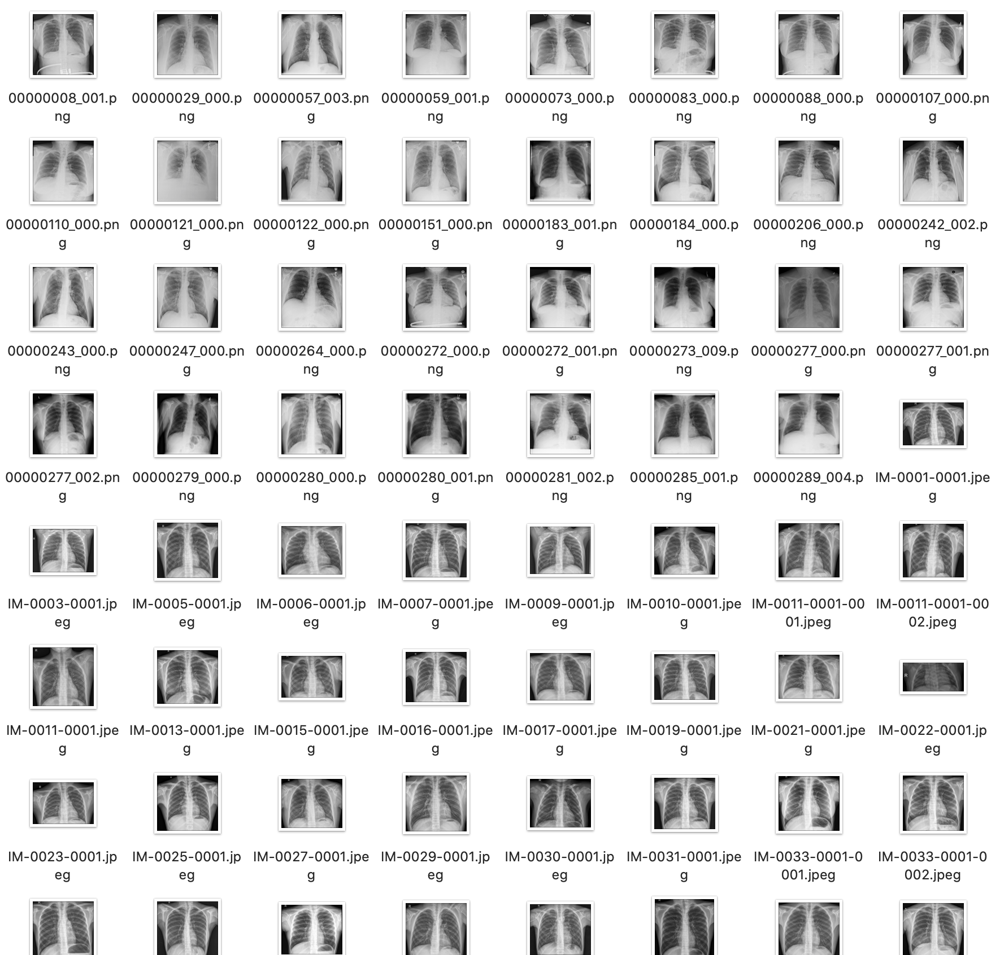 00000008_001.p
ng
00000029_000.p
ng
00000057_003.pn
g
00000059_001.p
ng
00000073_000.p
ng
00000083_000.p
ng
00000088_000.p
ng
00000107_000.pn
g
00000110_000.pn
g
00000121_000.pn
g
00000122_000.pn
g
00000151_000.pn
g
00000183_001.pn
g
00000184_000.p
ng
00000206_000.p
ng
00000242_002.p
ng
00000243_000.p
ng
00000247_000.pn
g
00000264_000.p
ng
00000272_000.p
ng
00000272_001.pn
g
00000273_009.p
ng
00000277_000.pn
g
00000277_001.pn
g
00000277_002.pn
g
00000279_000.p
ng
00000280_000.p
ng
00000280_001.pn
g
00000281_002.p
ng
00000285_001.p
ng
00000289_004.p
ng
IM-0001-0001.jpe
g
IM-0003-0001.jp
eg
IM-0005-0001.jp
eg
IM-0006-0001.jp
eg
IM-0007-0001.jpe
g
IM-0009-0001.jp
eg
IM-0010-0001.jpe
g
IM-0011-0001-00
01.jpeg
IM-0011-0001-00
02.jpeg
IM-0011-0001.jpe
g
IM-0013-0001.jpe
g
IM-0015-0001.jpe
g
IM-0016-0001.jpe
g
IM-0017-0001.jpe
g
IM-0019-0001.jpe
g
IM-0021-0001.jpe
g
R
IM-0022-0001.jp
eg
IM-0023-0001.jp
eg
IM-0025-0001.jp
eg
IM-0027-0001.jpe
g
IM-0029-0001.jp
eg
IM-0030-0001.jp
eg
IM-0031-0001.jpe
g
IM-0033-0001-0
001.jpeg
IM-0033-0001-0
002.jpeg